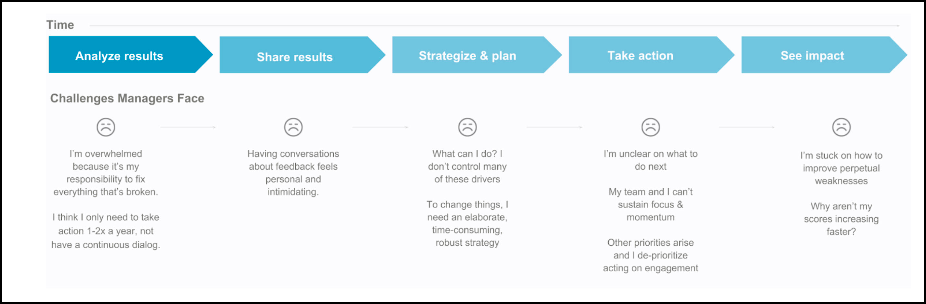 Time
Analyze results
Share results
Strategize & plan
Take action
See impact
Challenges Managers Face
I'm overwhelmed
because it's my
responsibility to fix
everything that's broken.
I think I only need to take
action 1-2x a year, not
have a continuous dialog.
Having conversations
about feedback feels
personal and
intimidating.
What can I do? I
don't control many
of these drivers
To change things, I
need an elaborate,
time-consuming,
robust strategy
I'm unclear on what to
do next
My team and I can't
sustain focus &
momentum
Other priorities arise
and I de-prioritize
acting on engagement
I'm stuck on how to
improve perpetual
weaknesses
Why aren't my
scores increasing
faster?